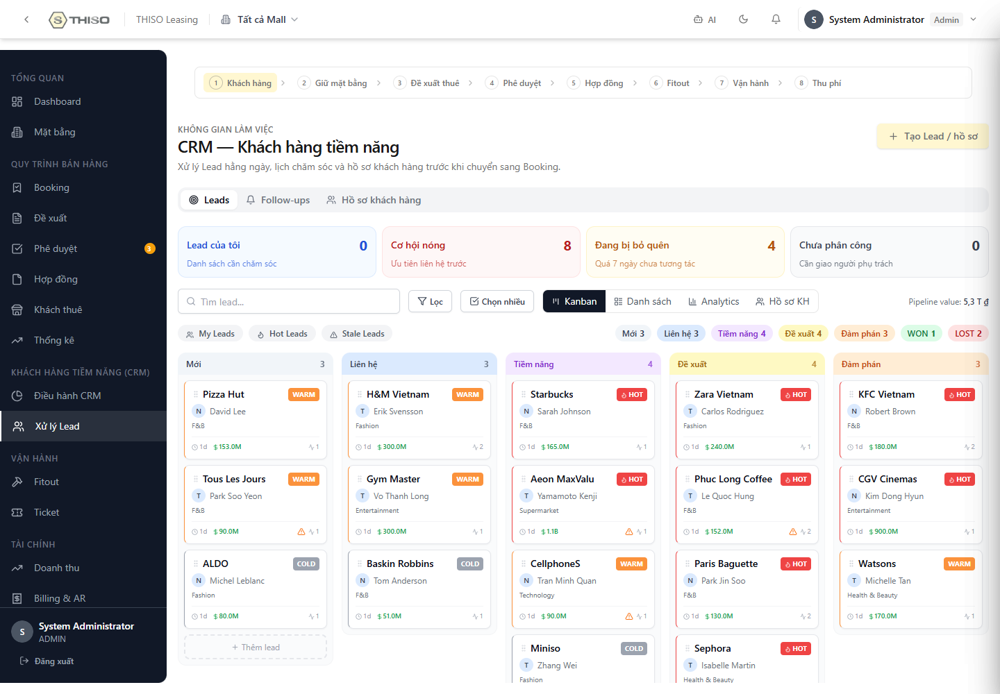 THISO
THISO Leasing
Tất cả Mall
AI
S
System Administrator
Admin
TỔNG QUAN
Dashboard
Mặt bằng
QUY TRÌNH BÁN HÀNG
Booking
Đề xuất
Phê duyệt
3
Hợp đồng
Khách thuê
Thống kê
KHÁCH HÀNG TIỀM NĂNG (CRM)
Điều hành CRM
Xử lý Lead
VẬN HÀNH
Fitout
Ticket
TÀI CHÍNH
Doanh thu
Billing & AR
S
System Administrator
ADMIN
Đăng xuất
1 Khách hàng
2 Giữ mặt bằng
3 Đề xuất thuê
4 Phê duyệt
5 Hợp đồng
6 Fitout
7 Vận hành
8 Thu phí
KHÔNG GIAN LÀM VIỆC
CRM — Khách hàng tiềm năng
Xử lý Lead hằng ngày, lịch chăm sóc và hồ sơ khách hàng trước khi chuyển sang Booking.
+ Tạo Lead / hồ sơ
Leads
Follow-ups
Hồ sơ khách hàng
Lead của tôi 0
Danh sách cần chăm sóc
Cơ hội nóng 8
Ưu tiên liên hệ trước
Đang bị bỏ quên 4
Quá 7 ngày chưa tương tác
Chưa phân công 0
Cần giao người phụ trách
Tìm lead...
Lọc
Chọn nhiều
Kanban
Danh sách
Analytics
Hồ sơ KH
Pipeline value: 5,3 T ₫
My Leads
Hot Leads
Stale Leads
Mới 3
Liên hệ 3
Tiềm năng 4
Đề xuất 4
Đàm phán 3
WON 1
LOST 2
Mới 3
Pizza Hut WARM
N David Lee
F&B
1d $ 153.0M 1
Tous Les Jours WARM
T Park Soo Yeon
F&B
1d $ 90.0M 1
ALDO COLD
N Michel Leblanc
Fashion
1d $ 80.0M 1
+ Thêm lead
Liên hệ 3
H&M Vietnam WARM
T Erik Svensson
Fashion
1d $ 300.0M 2
Gym Master WARM
T Vo Thanh Long
Entertainment
1d $ 300.0M 1
Baskin Robbins COLD
N Tom Anderson
F&B
1d $ 51.0M 1
Tiềm năng 4
Starbucks HOT
N Sarah Johnson
F&B
1d $ 165.0M 1
Aeon MaxValu HOT
T Yamamoto Kenji
Supermarket
1d $ 1.1B 1
CellphoneS WARM
N Tran Minh Quan
Technology
1d $ 90.0M 1
Miniso COLD
T Zhang Wei
Fashion
Đề xuất 4
Zara Vietnam HOT
T Carlos Rodriguez
Fashion
1d $ 240.0M 1
Phuc Long Coffee HOT
T Le Quoc Hung
F&B
1d $ 152.0M 2
Paris Baguette HOT
N Park Jin Soo
F&B
1d $ 130.0M 2
Sephora HOT
T Isabelle Martin
Health & Beauty
Đàm phán 3
KFC Vietnam HOT
N Robert Brown
F&B
1d $ 180.0M 2
CGV Cinemas HOT
N Kim Dong Hyun
Entertainment
1d $ 900.0M 1
Watsons WARM
T Michelle Tan
Health & Beauty
1d $ 170.0M 1